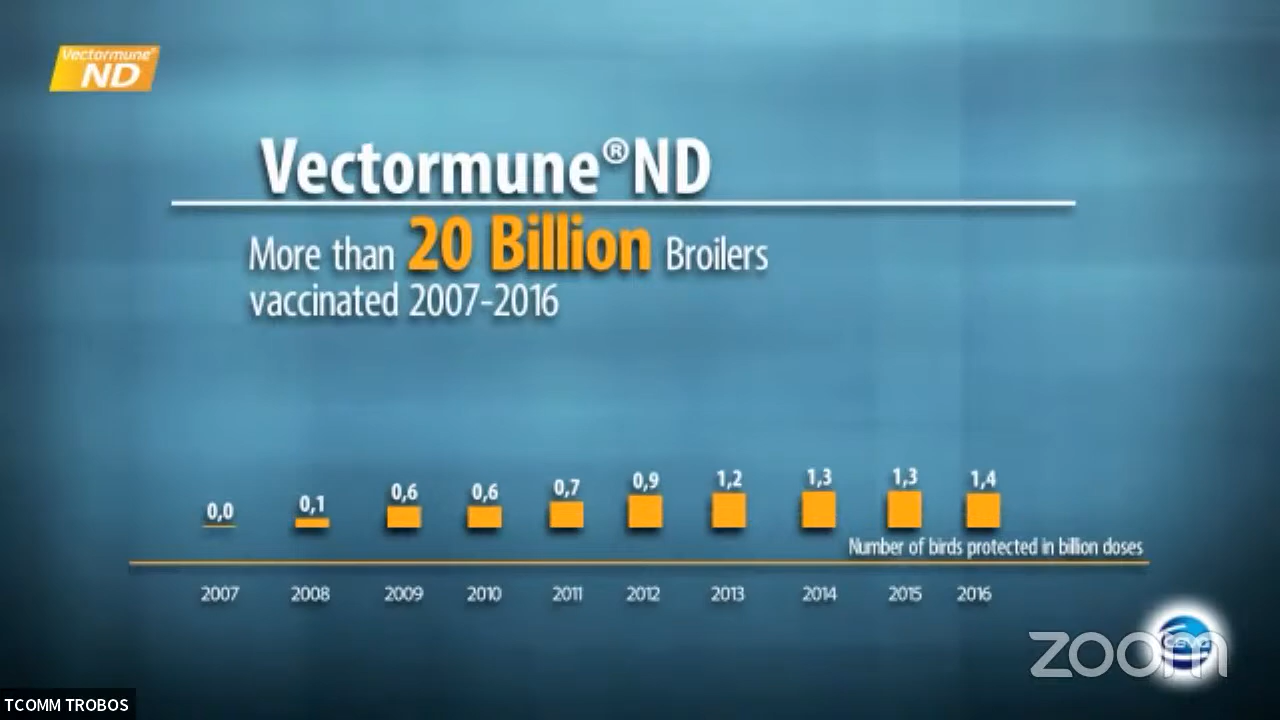 Vectormune®
ND
Vectormune®ND
More than 20 Billion Broilers
vaccinated 2007-2016
0,0 0,1 0,6 0,6 0,7 0,9 1,2 1,3 1,3 1,4
Number of birds protected in billion doses
2007 2008 2009 2010 2011 2012 2013 2014 2015 2016
zoom
Ceva
TCOMM TROBOS